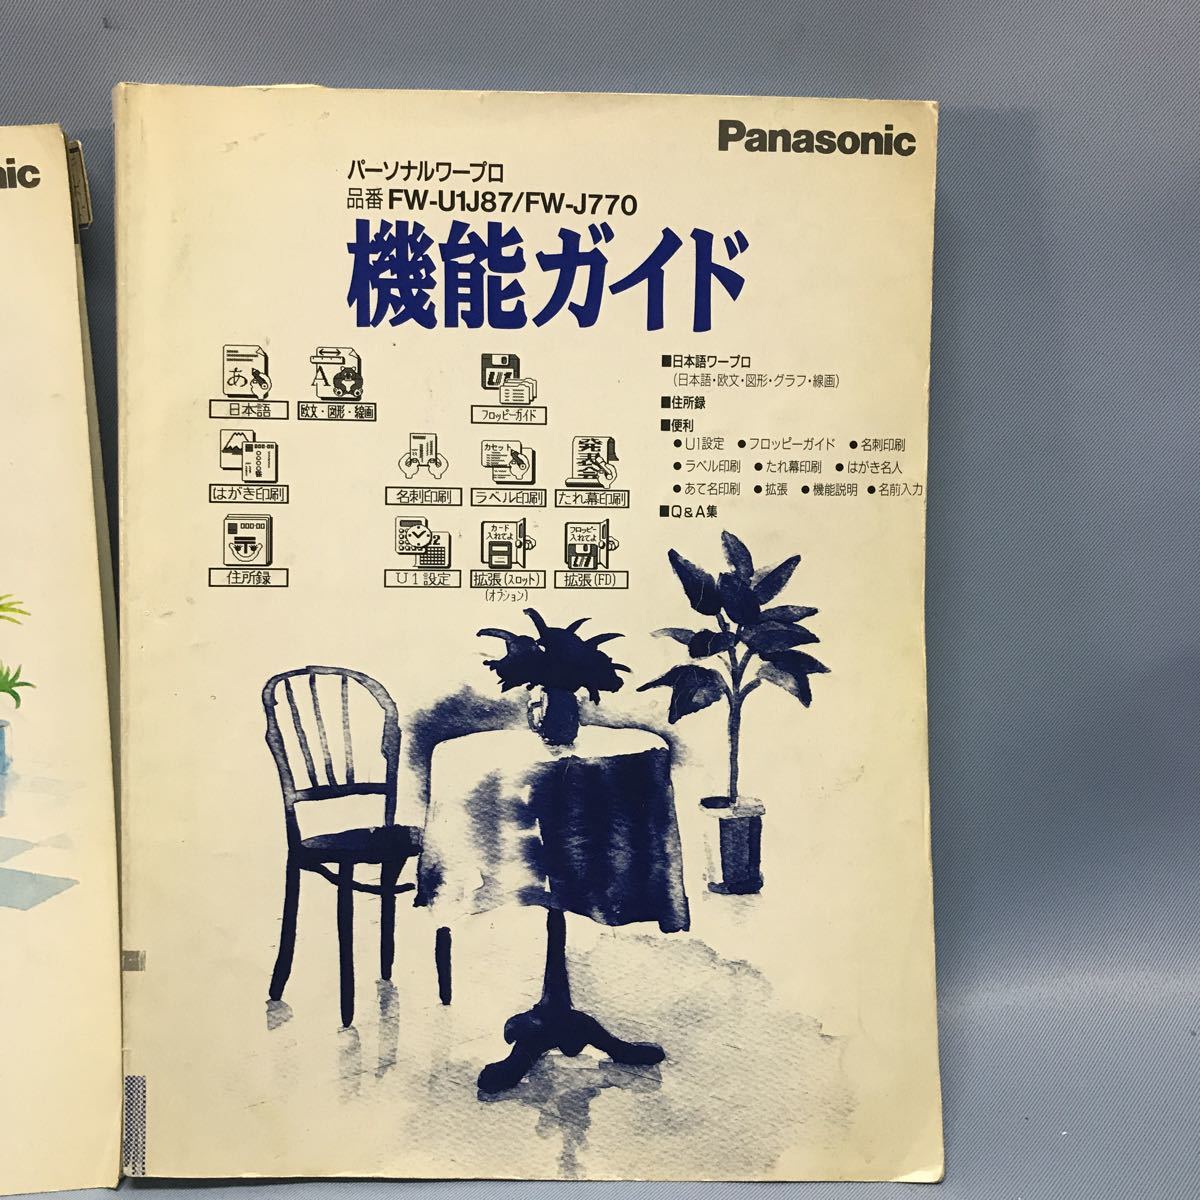 nic
Panasonic
パーソナルワープロ
品番 FW-U1J87/FW-J770
機能ガイド
あ
日本語
A
欧文・図形・線画
U1
フロッピーガイド
はがき印刷
名刺印刷
カセット
ラベル印刷
発表会
たれ幕印刷
住所録
U1設定
カード
入れてよ
拡張(スロット)
(オプション)
フロッピー
入れてよ
U1
拡張(FD)
■日本語ワープロ
(日本語・欧文・図形・グラフ・線画)
■住所録
■便利
●U1設定 ●フロッピーガイド ●名刺印刷
●ラベル印刷 ●たれ幕印刷 ●はがき名人
●あて名印刷 ●拡張 ●機能説明 ●名前入力
■Q&A集